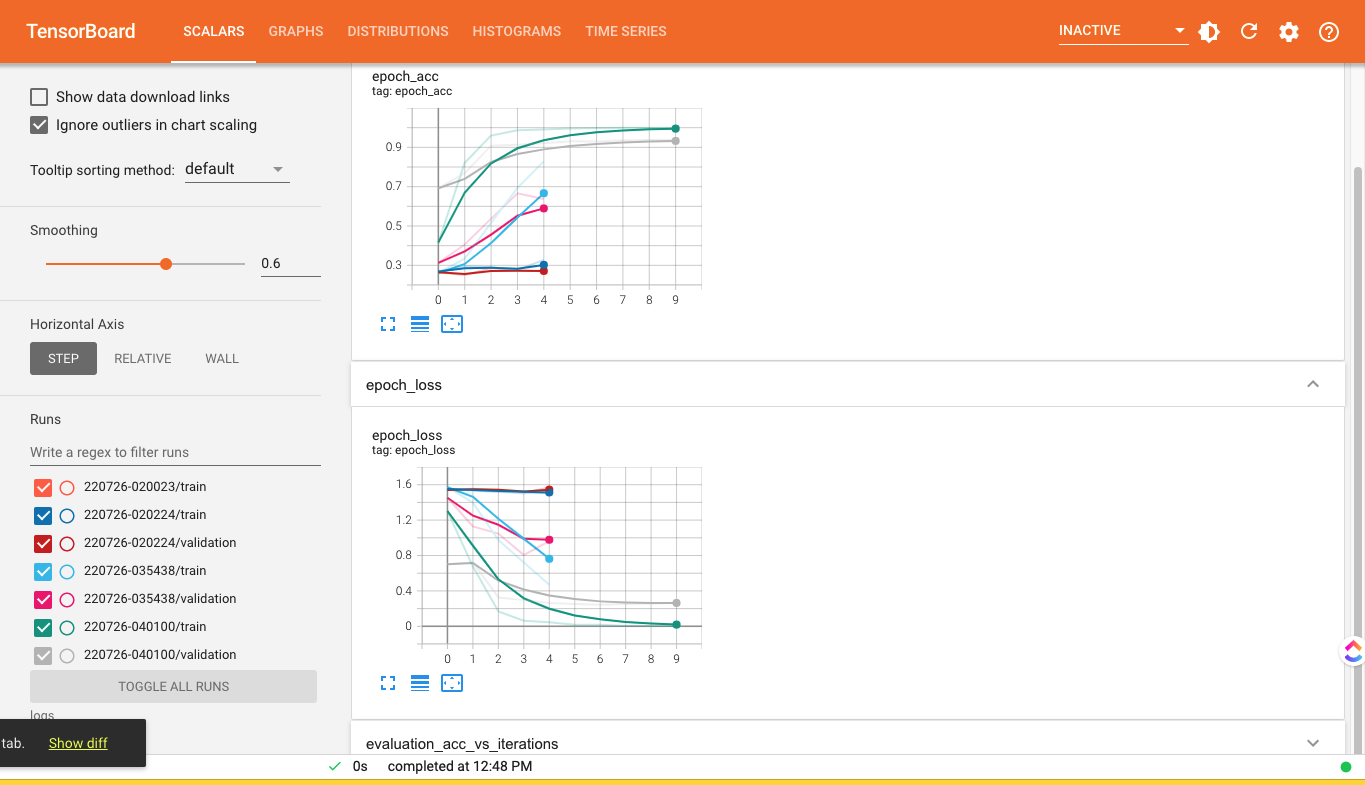 TensorBoard
SCALARS
GRAPHS
DISTRIBUTIONS
HISTOGRAMS
TIME SERIES
INACTIVE
Show data download links
Ignore outliers in chart scaling
Tooltip sorting method: default
Smoothing
0.6
Horizontal Axis
STEP
RELATIVE
WALL
Runs
Write a regex to filter runs
220726-020023/train
220726-020224/train
220726-020224/validation
220726-035438/train
220726-035438/validation
220726-040100/train
220726-040100/validation
TOGGLE ALL RUNS
logs
tab. Show diff
epoch_acc
tag: epoch_acc
0.9
0.7
0.5
0.3
0 1 2 3 4 5 6 7 8 9
epoch_loss
epoch_loss
tag: epoch_loss
1.6
1.2
0.8
0.4
0
0 1 2 3 4 5 6 7 8 9
evaluation_acc_vs_iterations
0s completed at 12:48 PM